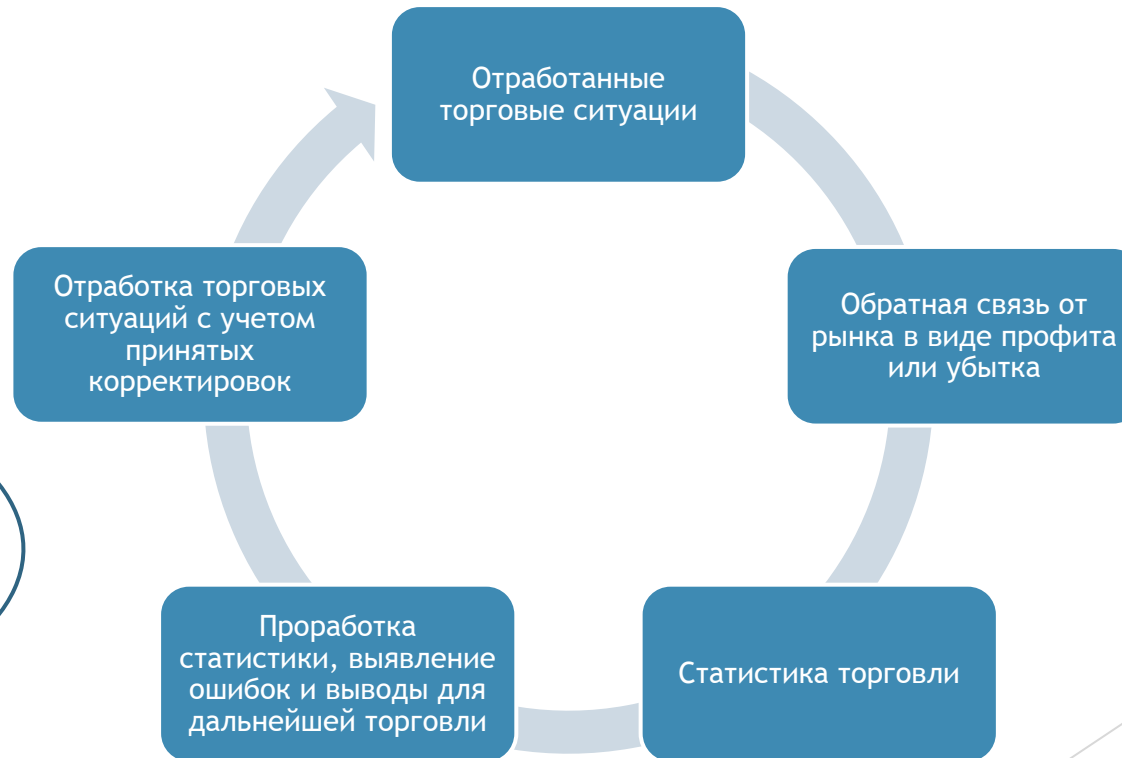 Отработанные
торговые ситуации
Обратная связь от
рынка в виде профита
или убытка
Статистика торговли
Проработка
статистики, выявление
ошибок и выводы для
дальнейшей торговли
Отработка торговых
ситуаций с учетом
принятых
корректировок